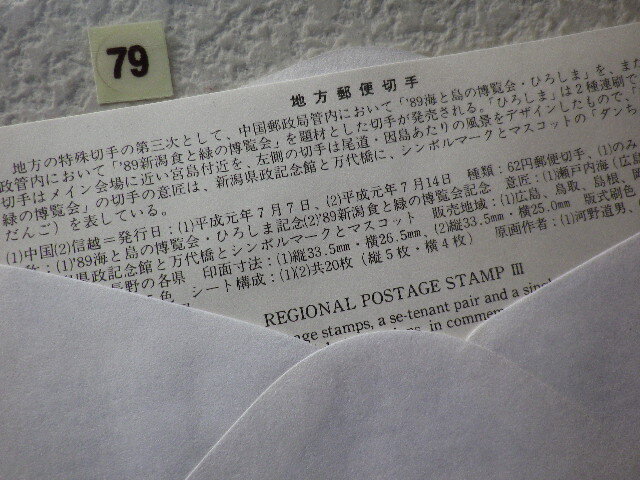 79
地方郵便切手
地方の特殊切手の第三次として、中国郵政局管内において「'89海と島の博覧会・ひろしま」を、また
政管内において「'89新潟食と緑の博覧会」を題材とした切手が発売される。「ひろしま」は2種連刷で
切手はメイン会場に近い宮島付近を、左側の切手は尾道・因島あたりの風景をデザインしたもので、「
緑の博覧会」の切手の意匠は、新潟県政記念館と万代橋に、シンボルマークとマスコットの「ダンち
だんご）を表している。
(1)中国(2)信越＝発行日：(1)平成元年7月7日、(2)平成元年7月14日 種類：62円郵便切手、(1)のみ
：(1)'89海と島の博覧会・ひろしま記念(2)'89新潟食と緑の博覧会記念 意匠：(1)瀬戸内海（広島
県政記念館と万代橋とシンボルマークとマスコット 販売地域：(1)広島、鳥取、島根、岡
長野の各県 印面寸法：(1)縦33.5mm・横26.5mm、(2)縦33.5mm・横25.0mm 版式刷色
5色 シート構成：(1)(2)共20枚（縦5枚・横4枚） 原画作者：(1)河野道男、(
REGIONAL POSTAGE STAMP III
age stamps, a se-tenant pair and a singl
in commem